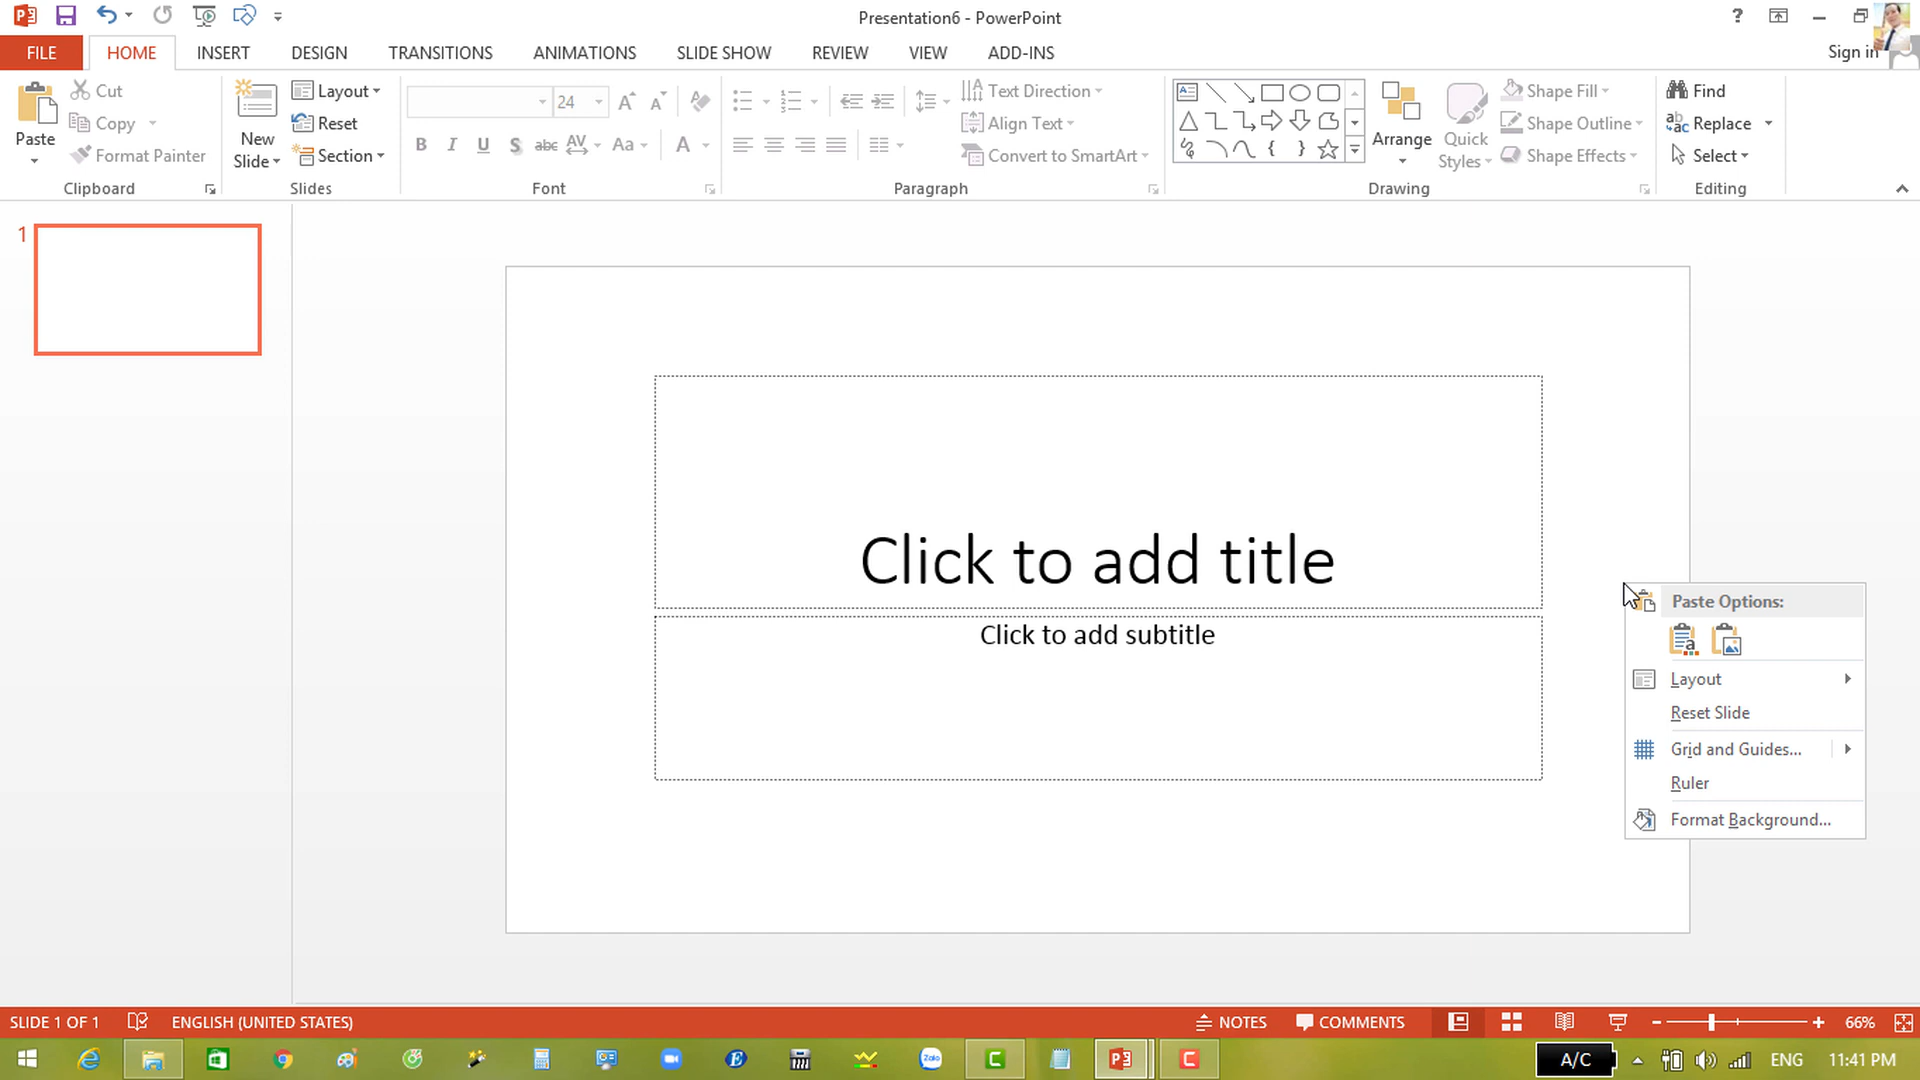 Presentation6 - PowerPoint
?
FILE
HOME
INSERT
DESIGN
TRANSITIONS
ANIMATIONS
SLIDE SHOW
REVIEW
VIEW
ADD-INS
Sign in
Paste
Cut
Copy
Format Painter
Clipboard
New
Slide
Layout
Reset
Section
Slides
24
B I U S abc AV Aa A
Font
Text Direction
Align Text
Convert to SmartArt
Paragraph
Arrange
Quick
Styles
Shape Fill
Shape Outline
Shape Effects
Drawing
Find
Replace
Select
Editing
1
Click to add title
Click to add subtitle
Paste Options:
Layout
Reset Slide
Grid and Guides...
Ruler
Format Background...
SLIDE 1 OF 1
ENGLISH (UNITED STATES)
NOTES
COMMENTS
66%
Zalo
A/C
ENG
11:41 PM